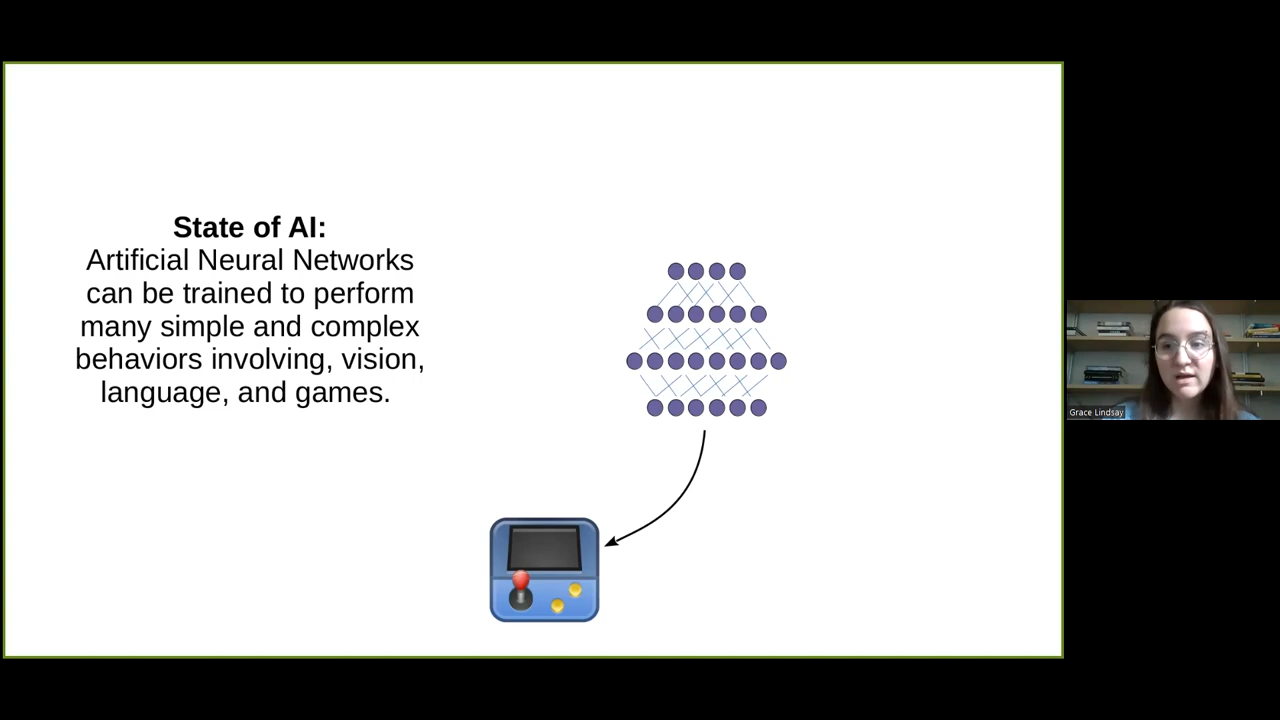 State of AI:
Artificial Neural Networks
can be trained to perform
many simple and complex
behaviors involving, vision,
language, and games.
Grace Lindsay